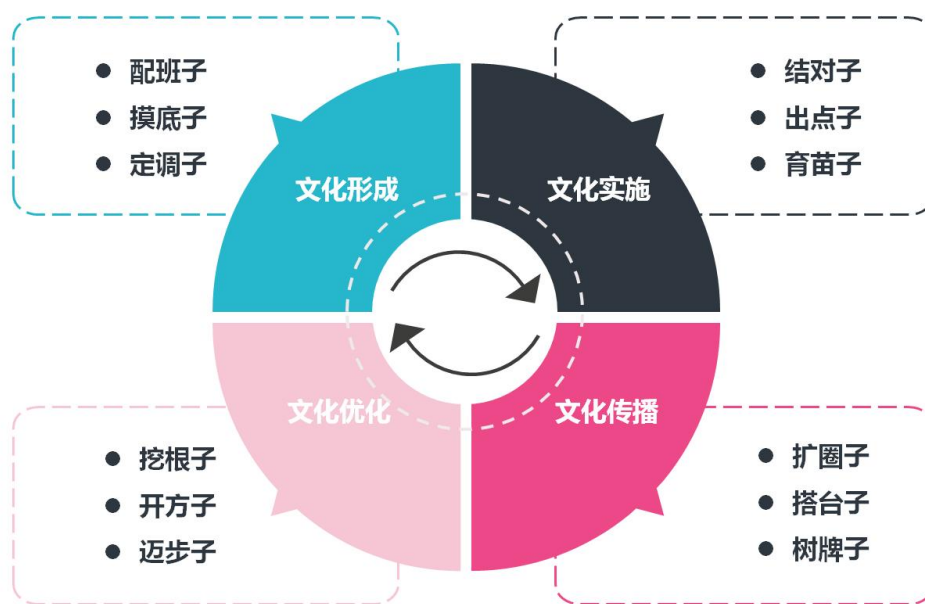 配班子
摸底子
定调子
结对子
出点子
育苗子
文化形成
文化实施
文化优化
文化传播
挖根子
开方子
迈步子
扩圈子
搭台子
树牌子